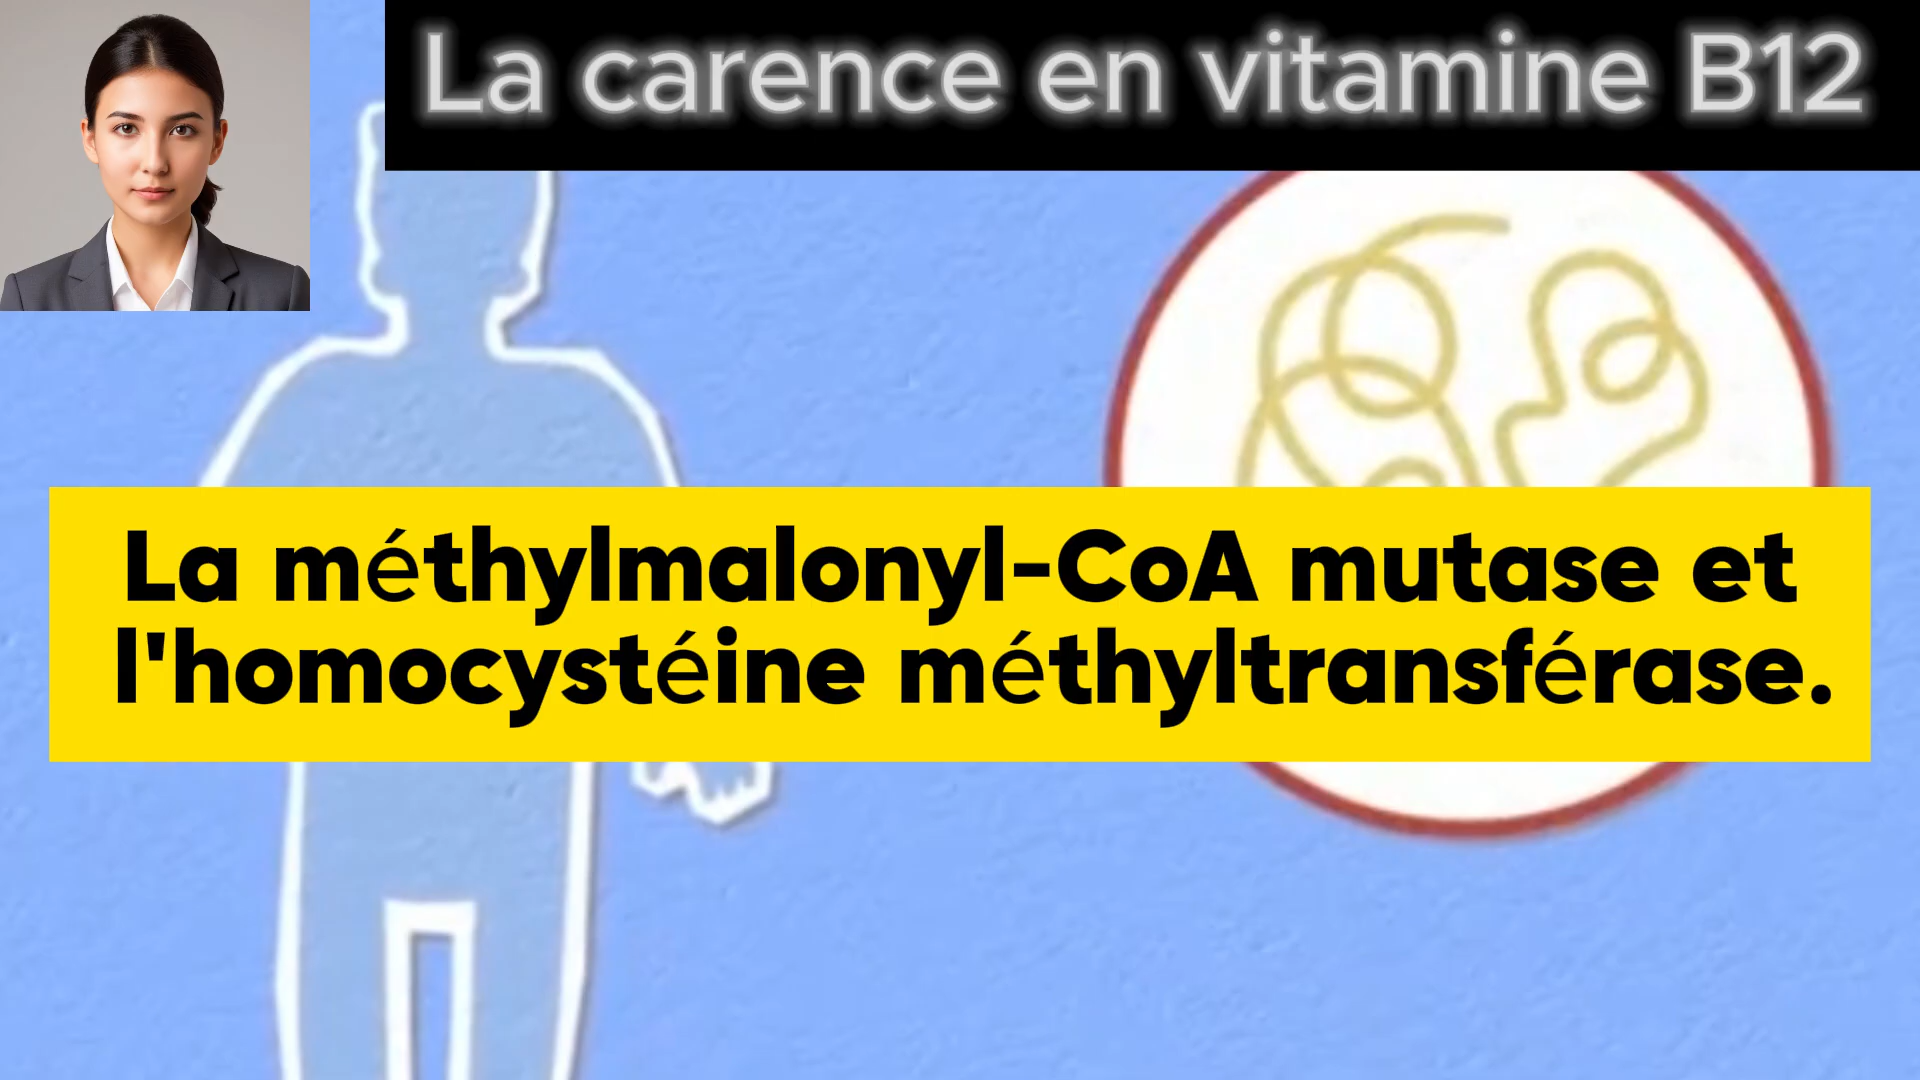 La carence en vitamine B12
La méthylmalonyl-CoA mutase et
l'homocystéine méthyltransférase.